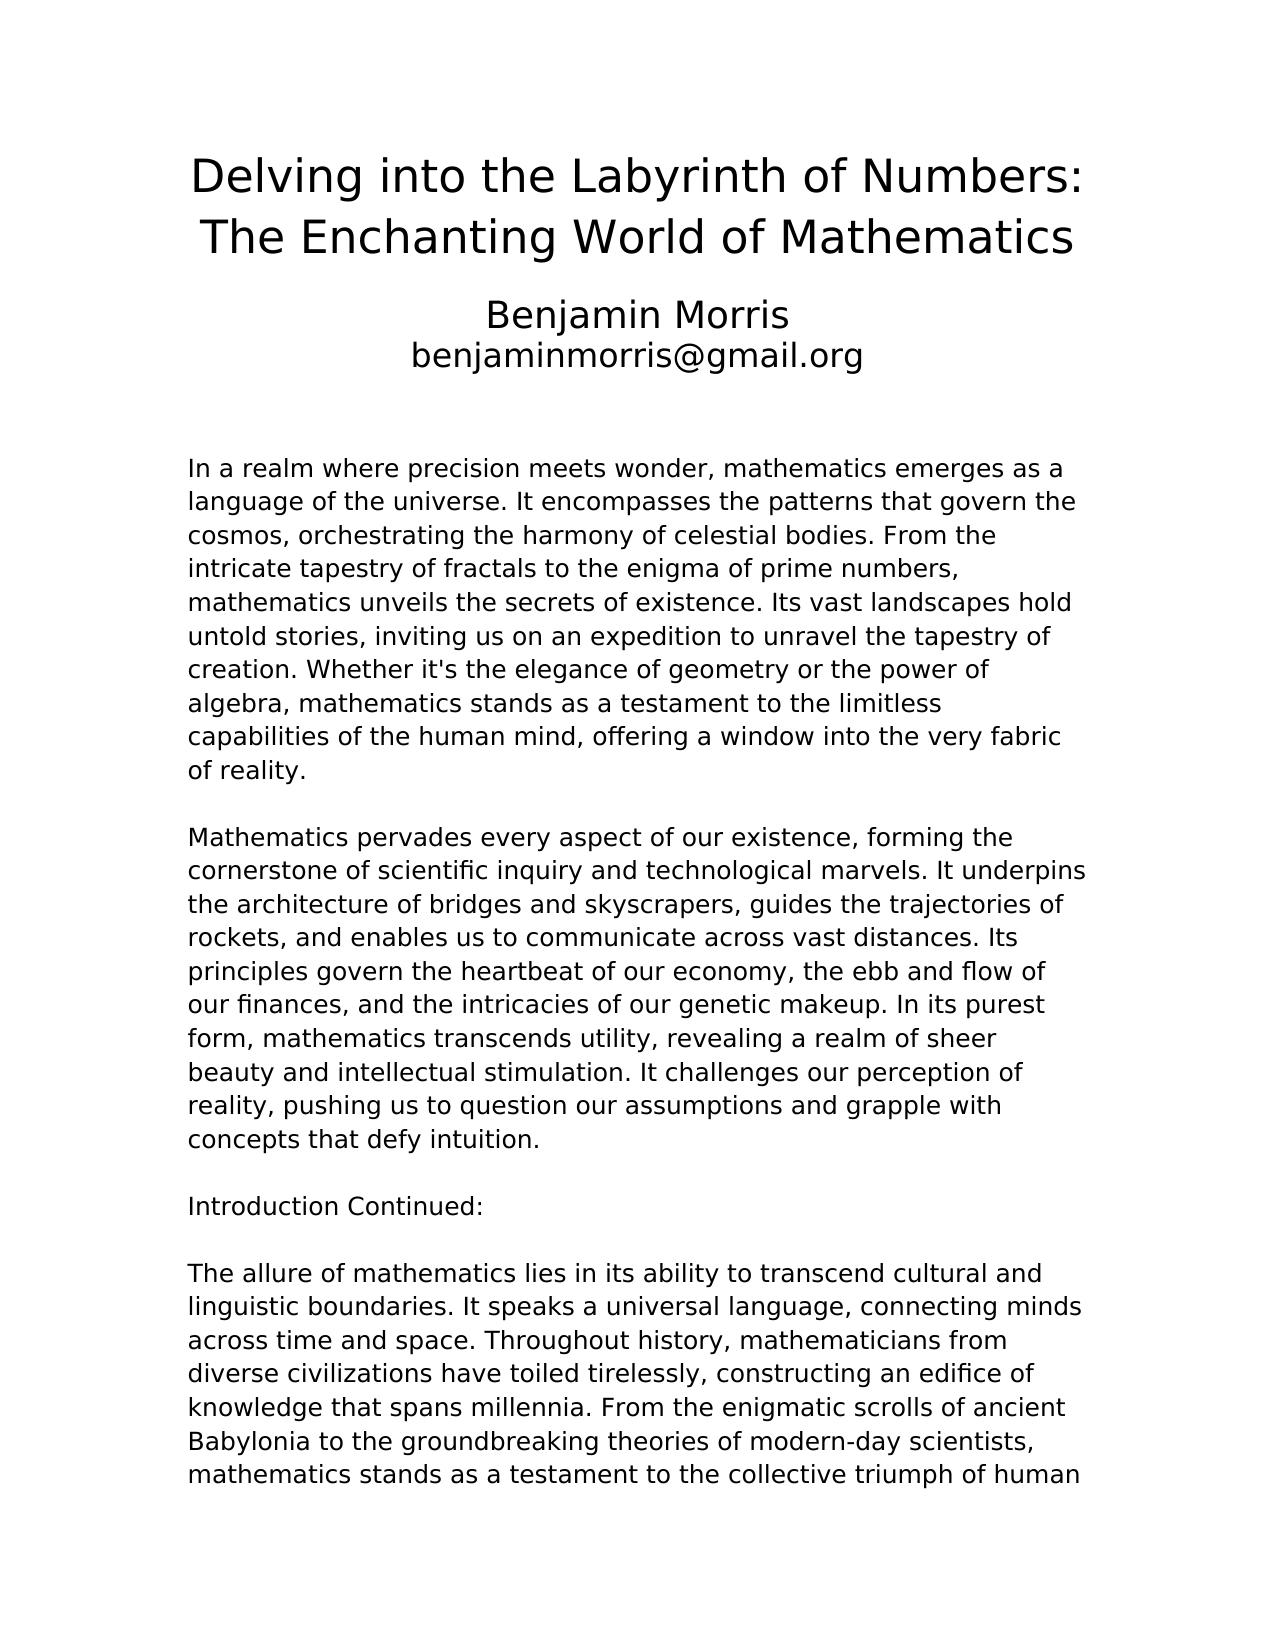 Delving into the Labyrinth of Numbers:
The Enchanting World of Mathematics
Benjamin Morris
benjaminmorris@gmail.org
In a realm where precision meets wonder, mathematics emerges as a
language of the universe. It encompasses the patterns that govern the
cosmos, orchestrating the harmony of celestial bodies. From the
intricate tapestry of fractals to the enigma of prime numbers,
mathematics unveils the secrets of existence. Its vast landscapes hold
untold stories, inviting us on an expedition to unravel the tapestry of
creation. Whether it's the elegance of geometry or the power of
algebra, mathematics stands as a testament to the limitless
capabilities of the human mind, offering a window into the very fabric
of reality.
Mathematics pervades every aspect of our existence, forming the
cornerstone of scientific inquiry and technological marvels. It underpins
the architecture of bridges and skyscrapers, guides the trajectories of
rockets, and enables us to communicate across vast distances. Its
principles govern the heartbeat of our economy, the ebb and flow of
our finances, and the intricacies of our genetic makeup. In its purest
form, mathematics transcends utility, revealing a realm of sheer
beauty and intellectual stimulation. It challenges our perception of
reality, pushing us to question our assumptions and grapple with
concepts that defy intuition.
Introduction Continued:
The allure of mathematics lies in its ability to transcend cultural and
linguistic boundaries. It speaks a universal language, connecting minds
across time and space. Throughout history, mathematicians from
diverse civilizations have toiled tirelessly, constructing an edifice of
knowledge that spans millennia. From the enigmatic scrolls of ancient
Babylonia to the groundbreaking theories of modern-day scientists,
mathematics stands as a testament to the collective triumph of human